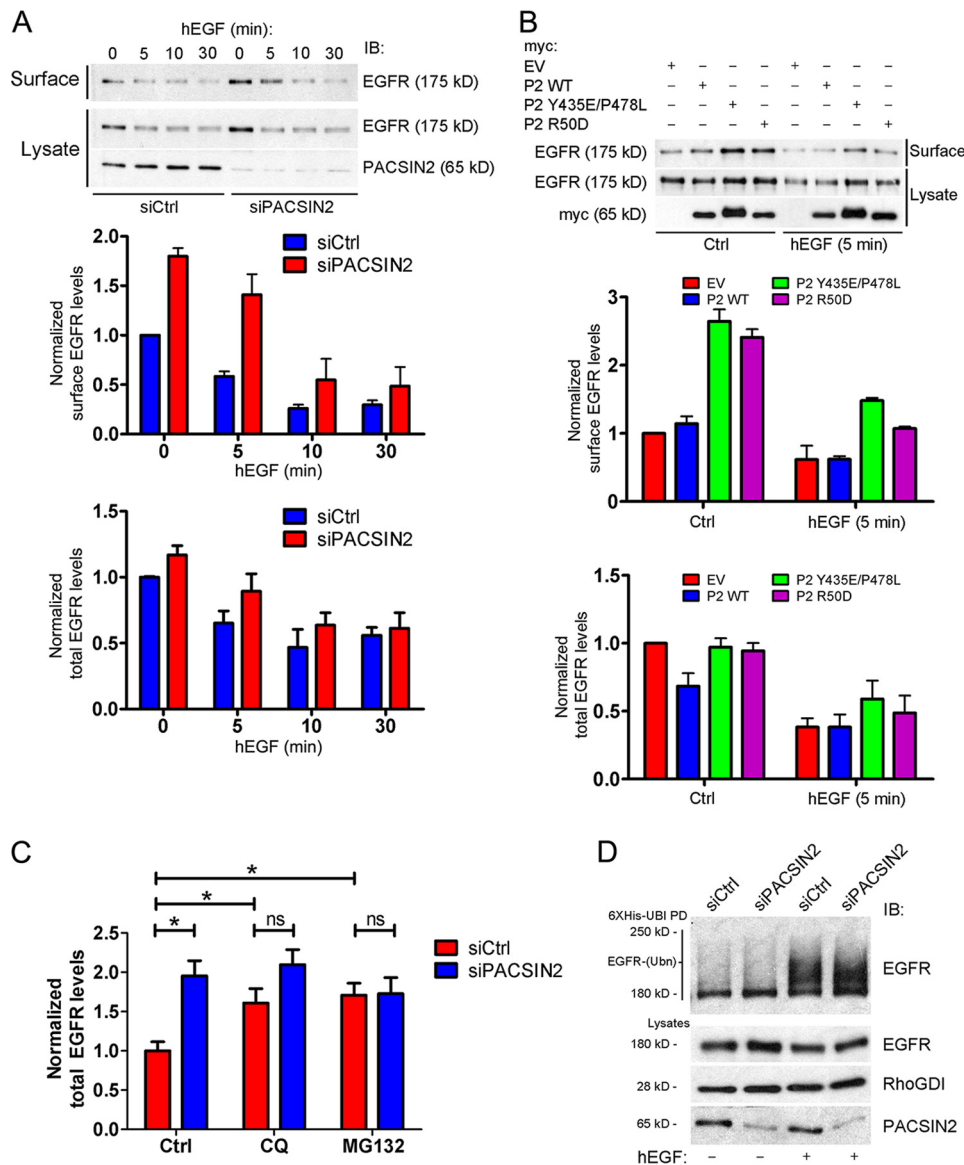 A
hEGF (min):
0 5 10 30 0 5 10 30 IB:
Surface
EGFR (175 kD)
Lysate
EGFR (175 kD)
PACSIN2 (65 kD)
siCtrl siPACSIN2
Normalized
surface EGFR levels
2.0
1.5
1.0
0.5
0.0
siCtrl
siPACSIN2
0 5 10 30
hEGF (min)
Normalized
total EGFR levels
1.5
1.0
0.5
0.0
siCtrl
siPACSIN2
0 5 10 30
hEGF (min)
B
myc:
EV + – – – + – – –
P2 WT – + – – – + – –
P2 Y435E/P478L – – + – – – + –
P2 R50D – – – + – – – +
EGFR (175 kD) Surface
EGFR (175 kD)
Lysate
myc (65 kD)
Ctrl hEGF (5 min)
Normalized
surface EGFR levels
3
2
1
0
EV P2 Y435E/P478L
P2 WT P2 R50D
Ctrl hEGF (5 min)
Normalized
total EGFR levels
1.5
1.0
0.5
0.0
EV P2 Y435E/P478L
P2 WT P2 R50D
Ctrl hEGF (5 min)
C
*
*
* ns ns
Normalized
total EGFR levels
2.5
2.0
1.5
1.0
0.5
0.0
siCtrl
siPACSIN2
Ctrl CQ MG132
D
siCtrl siPACSIN2 siCtrl siPACSIN2
6XHis-UBI PD IB:
250 kD -
EGFR-(Ubn)
EGFR
180 kD -
Lysates
180 kD - EGFR
28 kD - RhoGDI
65 kD - PACSIN2
hEGF: – – + +